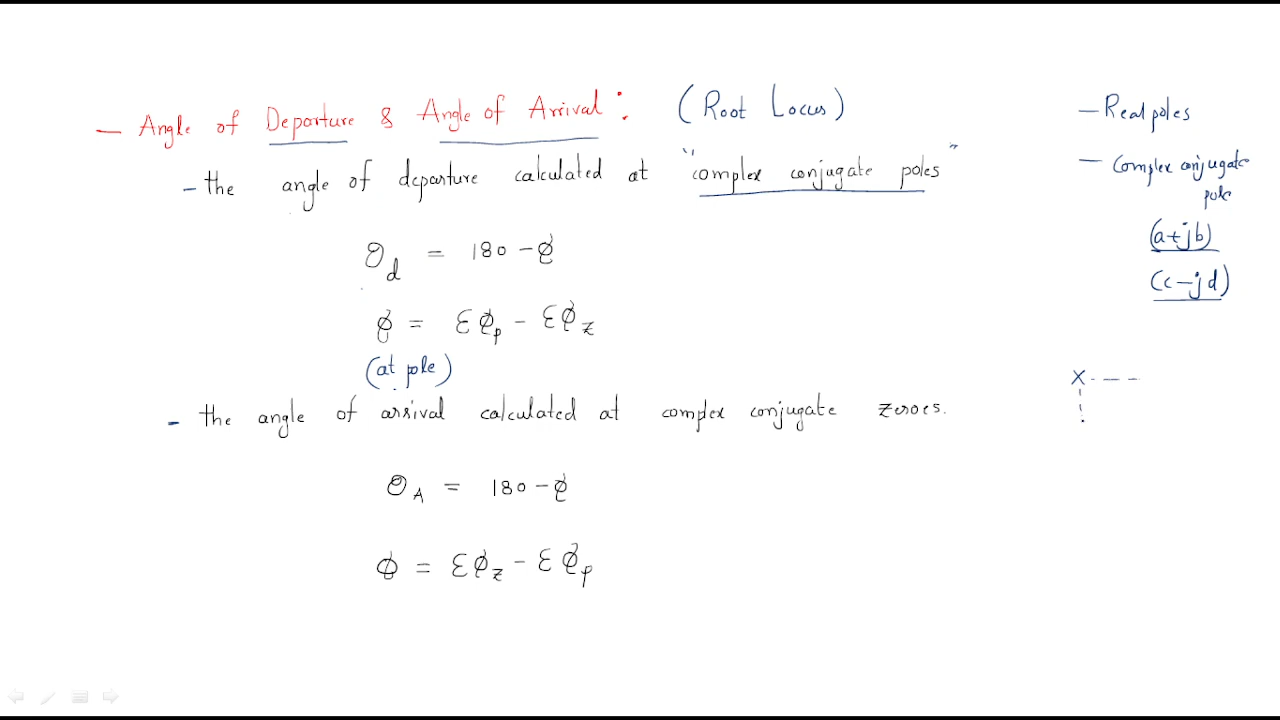 - Angle of Departure & Angle of Arrival : (Root Locus)
- the angle of departure calculated at "complex conjugate poles"
θd = 180 - ϕ
ϕ = Σϕp - Σϕz
(at pole)
- the angle of arrival calculated at complex conjugate zeroes.
θA = 180 - ϕ
ϕ = Σϕz - Σϕp
- Real poles
- Complex conjugate
pole
(a+jb)
(c-jd)
X